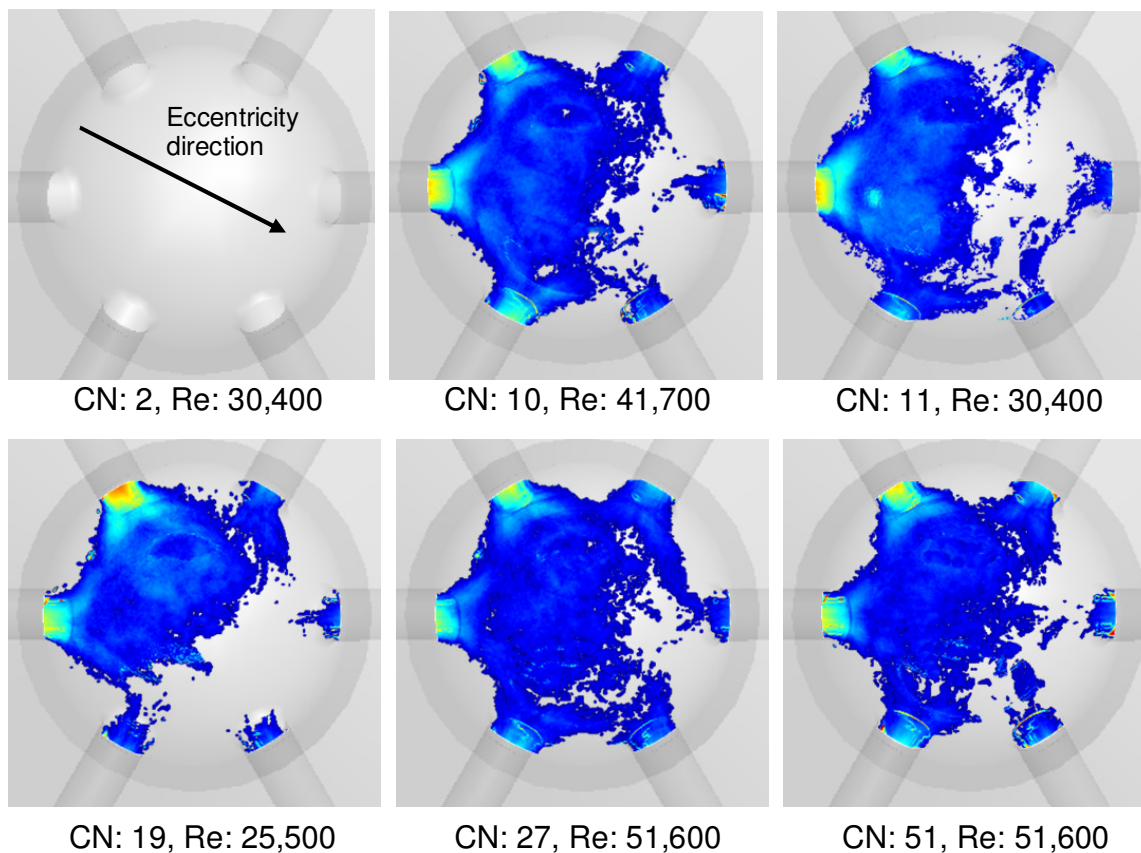 Eccentricity
direction
CN: 2, Re: 30,400
CN: 10, Re: 41,700
CN: 11, Re: 30,400
CN: 19, Re: 25,500
CN: 27, Re: 51,600
CN: 51, Re: 51,600